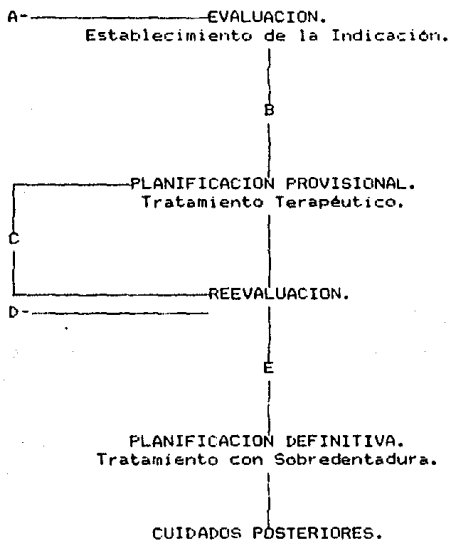 A- EVALUACION.
Establecimiento de la Indicación.
B
PLANIFICACION PROVISIONAL.
Tratamiento Terapéutico.
C
REEVALUACION.
D-
E
PLANIFICACION DEFINITIVA.
Tratamiento con Sobredentadura.
CUIDADOS POSTERIORES.